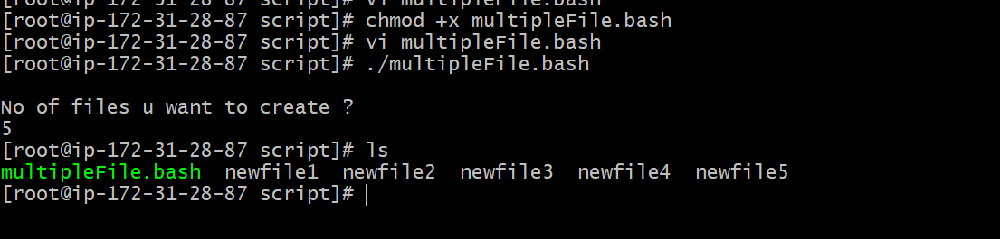 [root@ip-172-31-28-87 script]# vi multipleFile.bash
[root@ip-172-31-28-87 script]# chmod +x multipleFile.bash
[root@ip-172-31-28-87 script]# vi multipleFile.bash
[root@ip-172-31-28-87 script]# ./multipleFile.bash
No of files u want to create ?
5
[root@ip-172-31-28-87 script]# ls
multipleFile.bash newfile1 newfile2 newfile3 newfile4 newfile5
[root@ip-172-31-28-87 script]#